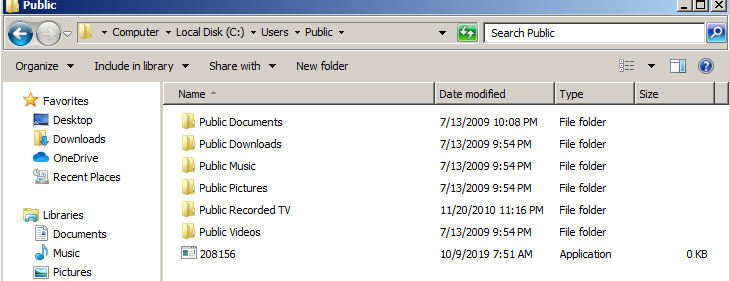 Public
Computer Local Disk (C:) Users Public Search Public
Organize Include in library Share with New folder
Favorites
Desktop
Downloads
OneDrive
Recent Places
Libraries
Documents
Music
Pictures
Name Date modified Type Size
Public Documents 7/13/2009 10:08 PM File folder
Public Downloads 7/13/2009 9:54 PM File folder
Public Music 7/13/2009 9:54 PM File folder
Public Pictures 7/13/2009 9:54 PM File folder
Public Recorded TV 11/20/2010 11:16 PM File folder
Public Videos 7/13/2009 9:54 PM File folder
208156 10/9/2019 7:51 AM Application 0 KB